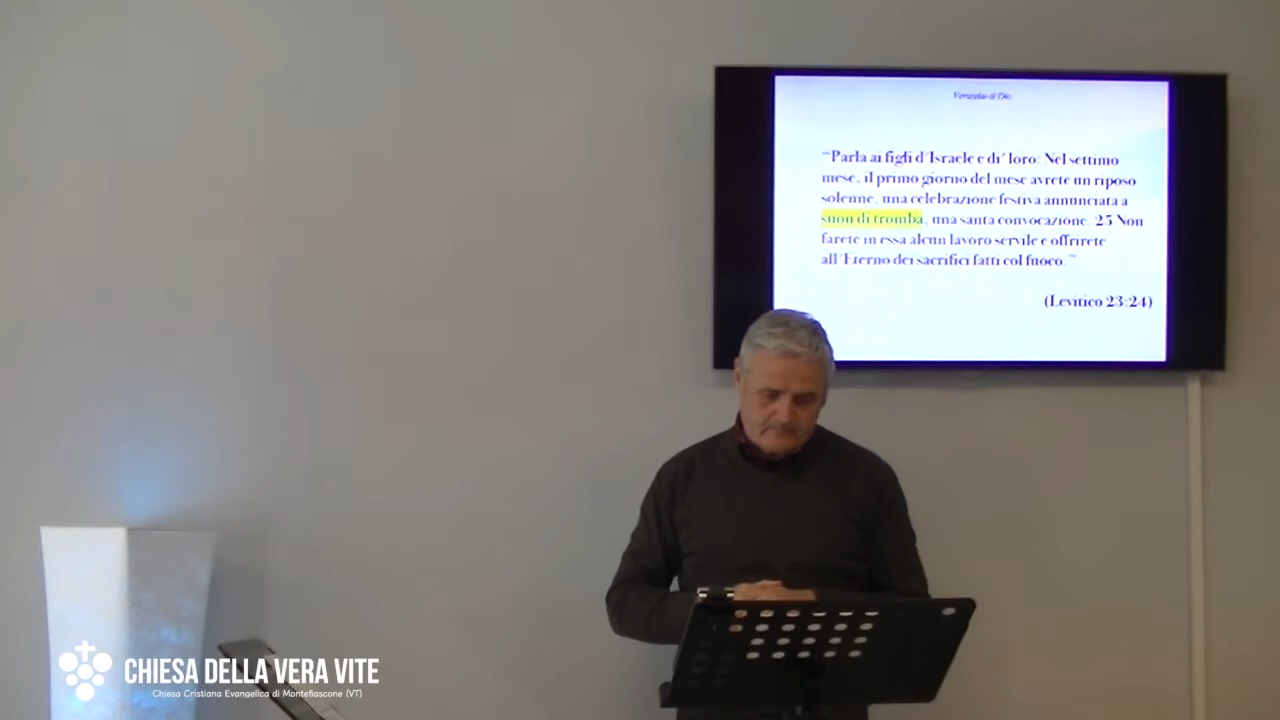 "Parla ai figli d'Israele e di' loro: Nel settimo
mese, il primo giorno del mese avrete un riposo
solenne, una celebrazione festiva annunciata a
suon di tromba, una santa convocazione. 25 Non
farete in essa alcun lavoro servile e offrirete
all'Eterno dei sacrifici fatti col fuoco."
(Levitico 23:24)
CHIESA DELLA VERA VITE
Chiesa Cristiana Evangelica di Montefiascone (VT)